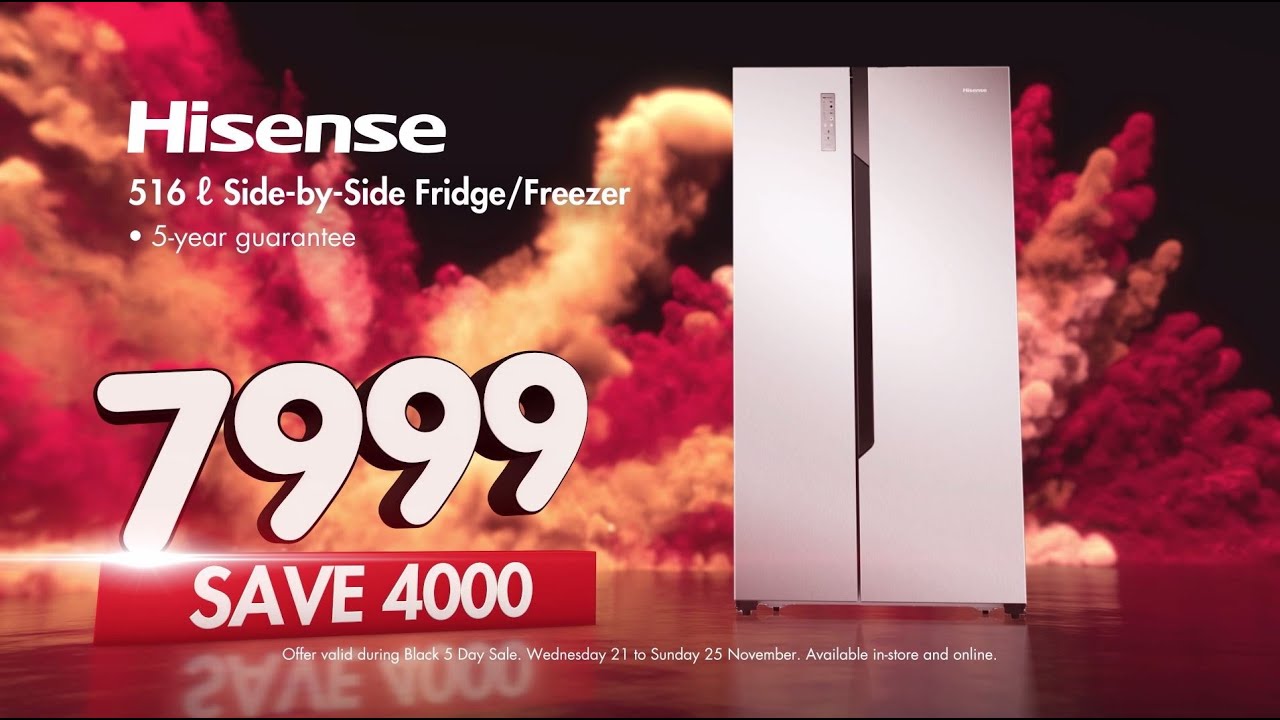 Hisense
516 ℓ Side-by-Side Fridge/Freezer
• 5-year guarantee
Hisense
7999
SAVE 4000
Offer valid during Black 5 Day Sale. Wednesday 21 to Sunday 25 November. Available in-store and online.